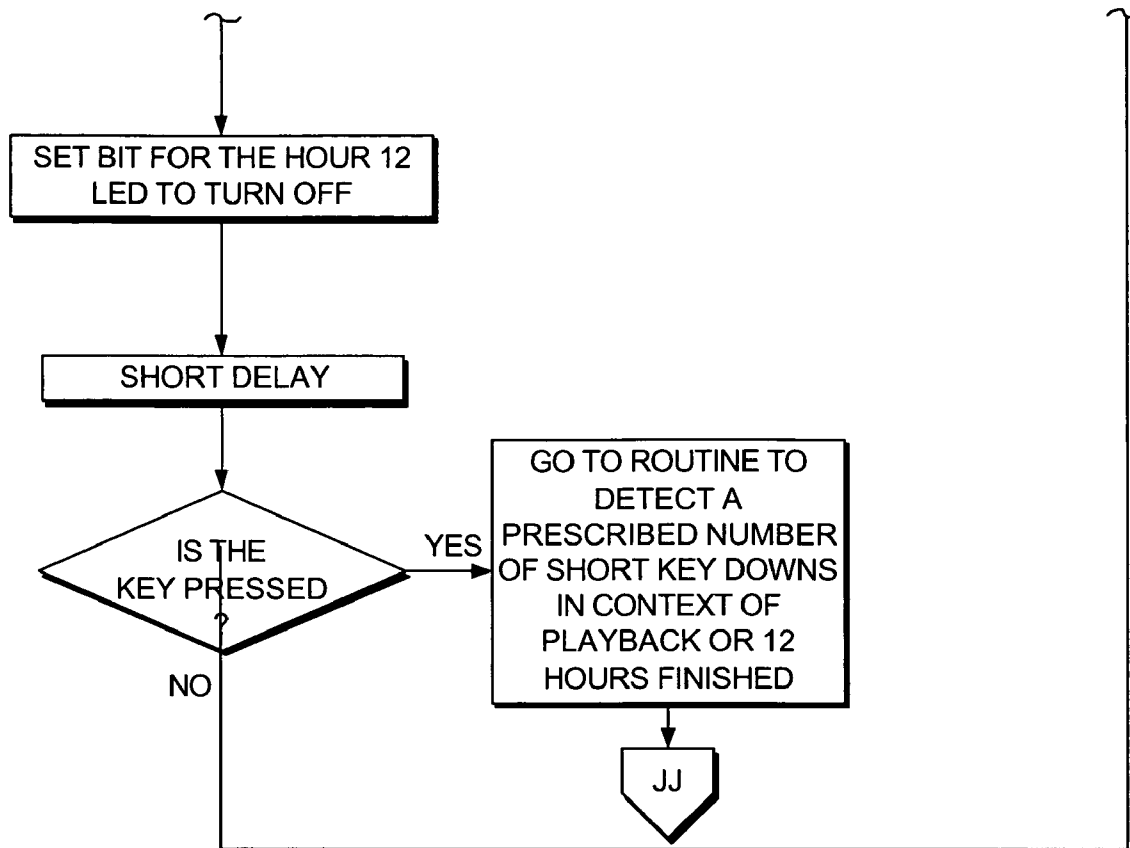 SET BIT FOR THE HOUR 12
LED TO TURN OFF
SHORT DELAY
IS THE
KEY PRESSED
?
YES
GO TO ROUTINE TO
DETECT A
PRESCRIBED NUMBER
OF SHORT KEY DOWNS
IN CONTEXT OF
PLAYBACK OR 12
HOURS FINISHED
NO
JJ